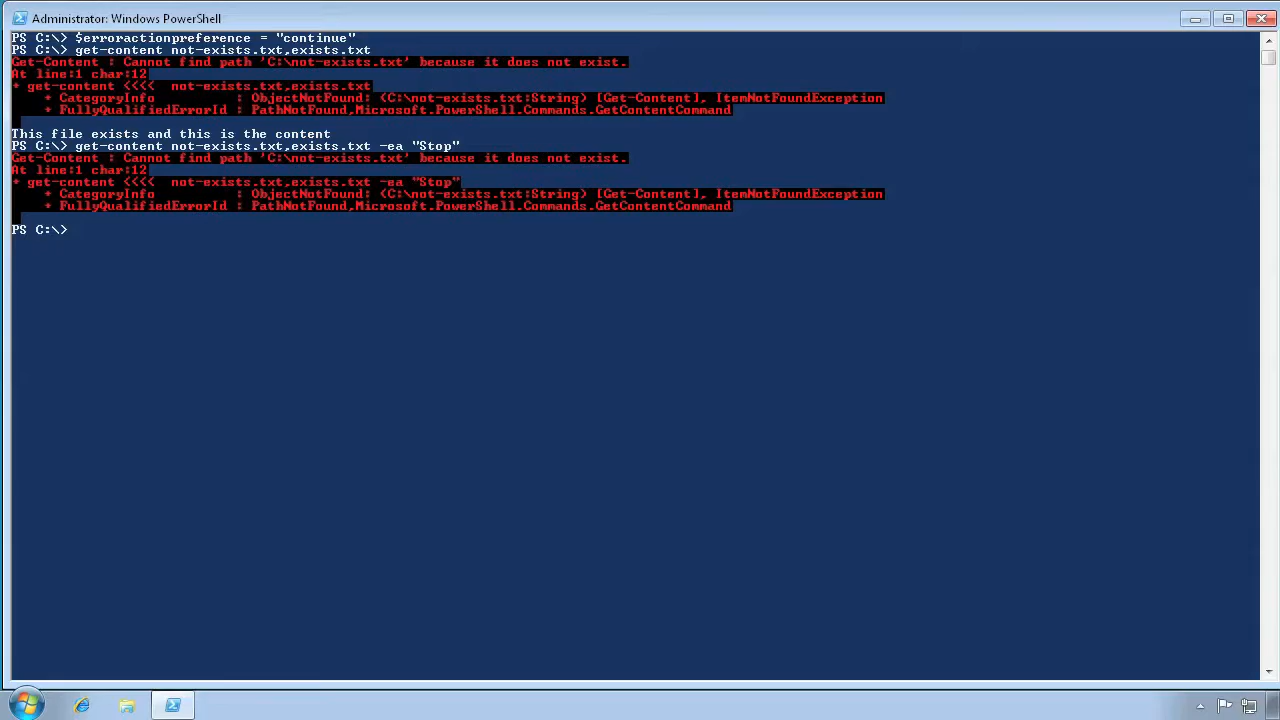 Administrator: Windows PowerShell
PS C:\> $erroractionpreference = "continue"
PS C:\> get-content not-exists.txt,exists.txt
Get-Content : Cannot find path 'C:\not-exists.txt' because it does not exist.
At line:1 char:12
+ get-content <<<<  not-exists.txt,exists.txt
    + CategoryInfo          : ObjectNotFound: (C:\not-exists.txt:String) [Get-Content], ItemNotFoundException
    + FullyQualifiedErrorId : PathNotFound,Microsoft.PowerShell.Commands.GetContentCommand
This file exists and this is the content
PS C:\> get-content not-exists.txt,exists.txt -ea "Stop"
Get-Content : Cannot find path 'C:\not-exists.txt' because it does not exist.
At line:1 char:12
+ get-content <<<<  not-exists.txt,exists.txt -ea "Stop"
    + CategoryInfo          : ObjectNotFound: (C:\not-exists.txt:String) [Get-Content], ItemNotFoundException
    + FullyQualifiedErrorId : PathNotFound,Microsoft.PowerShell.Commands.GetContentCommand
PS C:\>